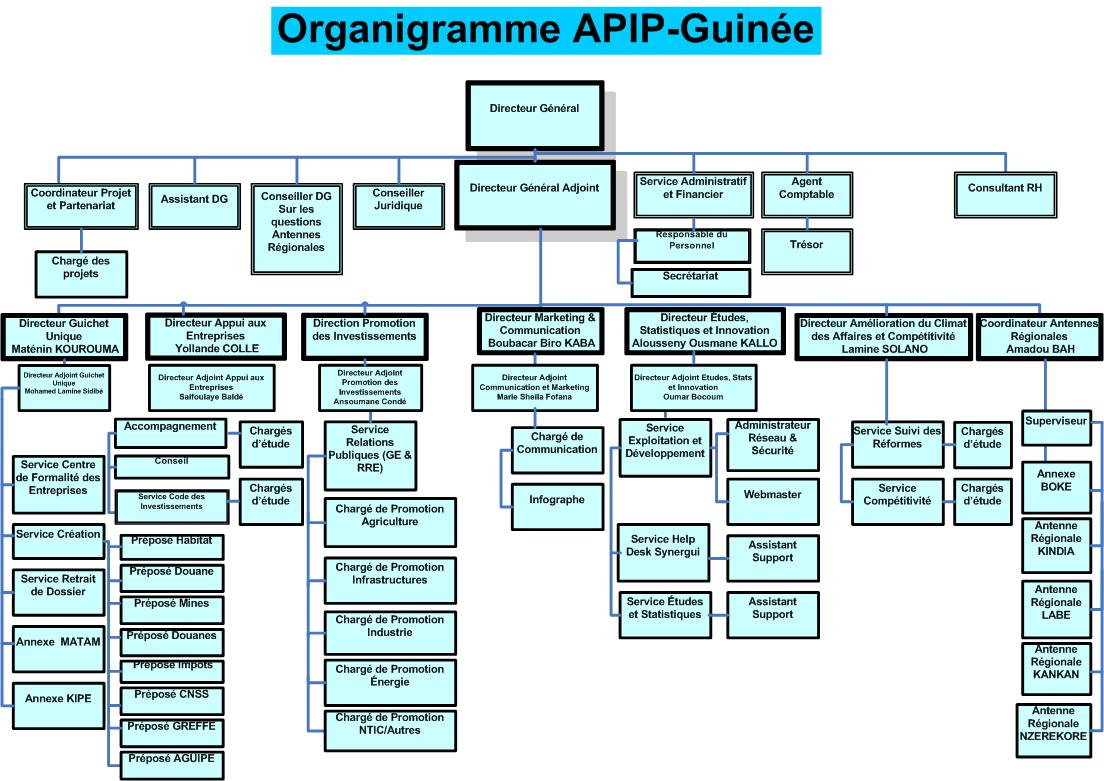 Organigramme APIP-Guinée
Directeur Général
Directeur Général Adjoint
Coordinateur Projet
et Partenariat
Chargé des
projets
Assistant DG
Conseiller DG
Sur les
questions
Antennes
Régionales
Conseiller
Juridique
Service Administratif
et Financier
Responsable du
Personnel
Secrétariat
Agent
Comptable
Trésor
Consultant RH
Directeur Guichet
Unique
Maténin KOUROUMA
Directeur Appui aux
Entreprises
Yollande COLLE
Direction Promotion
des Investissements
Directeur Marketing &
Communication
Boubacar Biro KABA
Directeur Études,
Statistiques et Innovation
Alousseny Ousmane KALLO
Directeur Amélioration du Climat
des Affaires et Compétitivité
Lamine SOLANO
Coordinateur Antennes
Régionales
Amadou BAH
Directeur Adjoint Guichet
Unique
Mohamed Lamine Sidibé
Directeur Adjoint Appui aux
Entreprises
Saifoulaye Baldé
Directeur Adjoint
Promotion des
Investissements
Ansoumane Condé
Directeur Adjoint
Communication et Marketing
Marie Sheila Fofana
Directeur Adjoint Etudes, Stats
et Innovation
Oumar Bocoum
Service Centre
de Formalité des
Entreprises
Service Création
Service Retrait
de Dossier
Annexe MATAM
Annexe KIPE
Accompagnement
Chargés
d'étude
Conseil
Service Code des
Investissements
Chargés
d'étude
Préposé Habitat
Préposé Douane
Préposé Mines
Préposé Douanes
Préposé Impôts
Préposé CNSS
Préposé GREFFE
Préposé AGUIPE
Service
Relations
Publiques (GE &
RRE)
Chargé de Promotion
Agriculture
Chargé de Promotion
Infrastructures
Chargé de Promotion
Industrie
Chargé de Promotion
Énergie
Chargé de Promotion
NTIC/Autres
Chargé de
Communication
Infographe
Service
Exploitation et
Développement
Administrateur
Réseau &
Sécurité
Webmaster
Service Help
Desk Synergui
Assistant
Support
Service Études
et Statistiques
Assistant
Support
Service Suivi des
Réformes
Chargés
d'étude
Service
Compétitivité
Chargés
d'étude
Superviseur
Annexe
BOKE
Antenne
Régionale
KINDIA
Antenne
Régionale
LABE
Antenne
Régionale
KANKAN
Antenne
Régionale
NZEREKORE